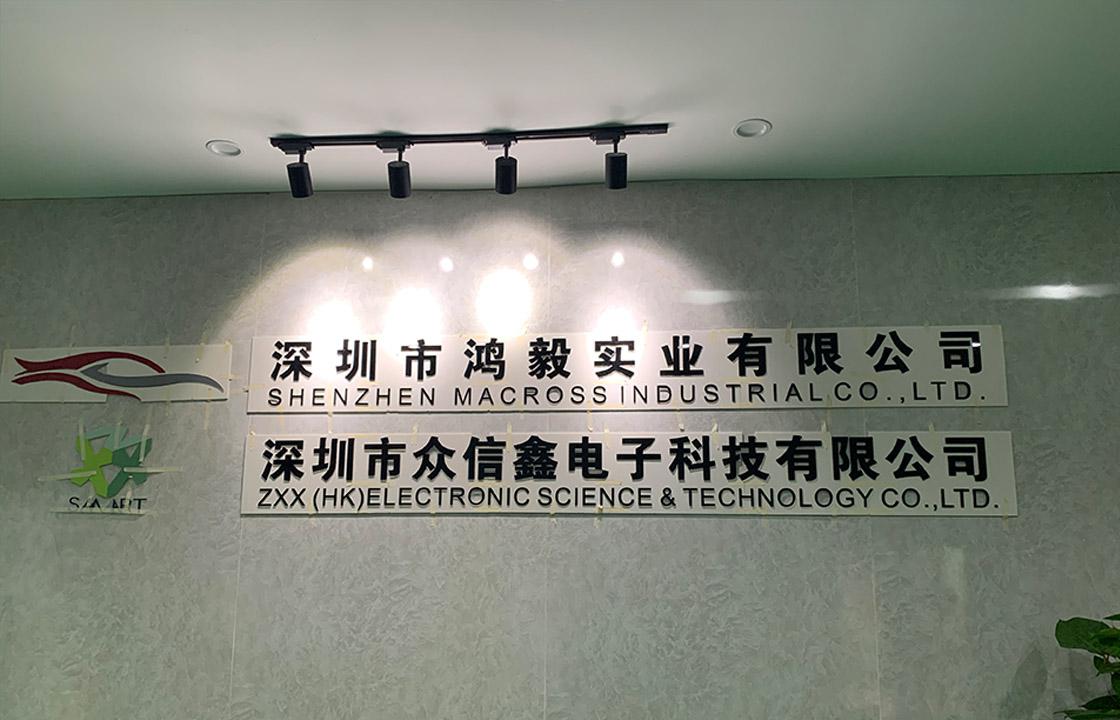 深圳市鸿毅实业有限公司
SHENZHEN MACROSS INDUSTRIAL CO.,LTD.
深圳市众信鑫电子科技有限公司
ZXX (HK)ELECTRONIC SCIENCE & TECHNOLOGY CO.,LTD.